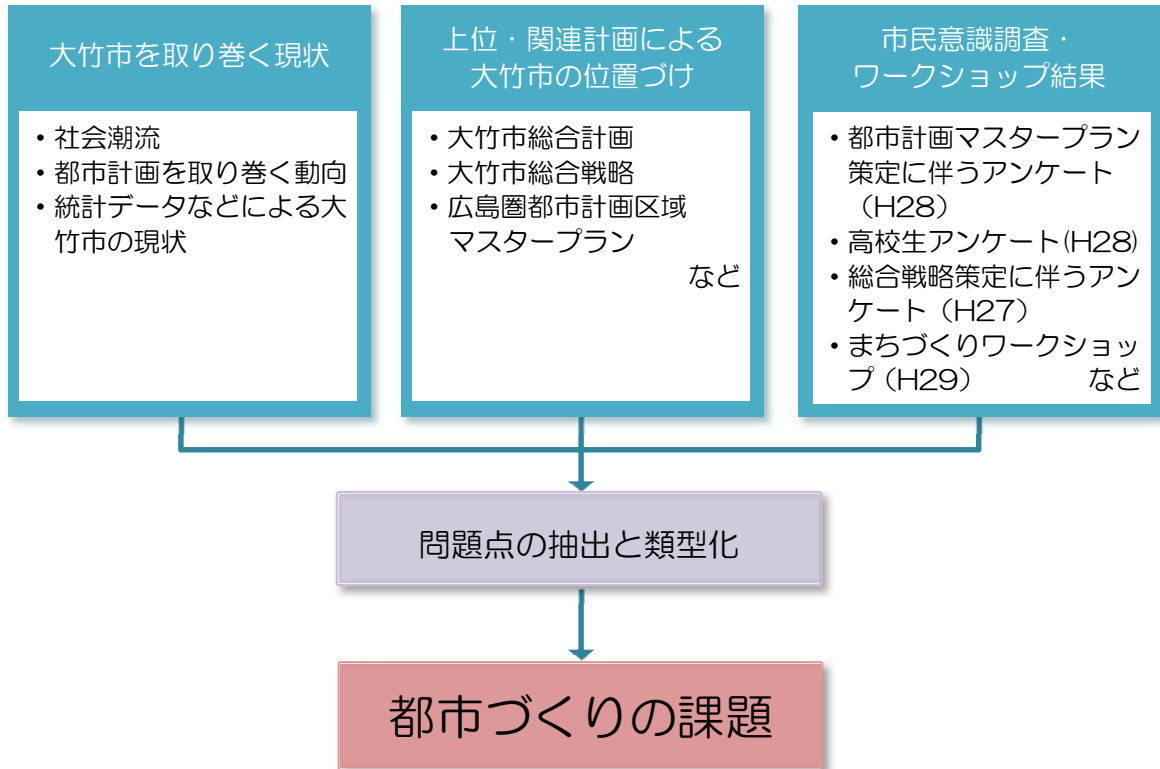 大竹市を取り巻く現状
・社会潮流
・都市計画を取り巻く動向
・統計データなどによる大
竹市の現状
上位・関連計画による
大竹市の位置づけ
・大竹市総合計画
・大竹市総合戦略
・広島圏都市計画区域
マスタープラン
など
市民意識調査・
ワークショップ結果
・都市計画マスタープラン
策定に伴うアンケート
（H28）
・高校生アンケート(H28)
・総合戦略策定に伴うアン
ケート（H27）
・まちづくりワークショッ
プ（H29） など
問題点の抽出と類型化
都市づくりの課題